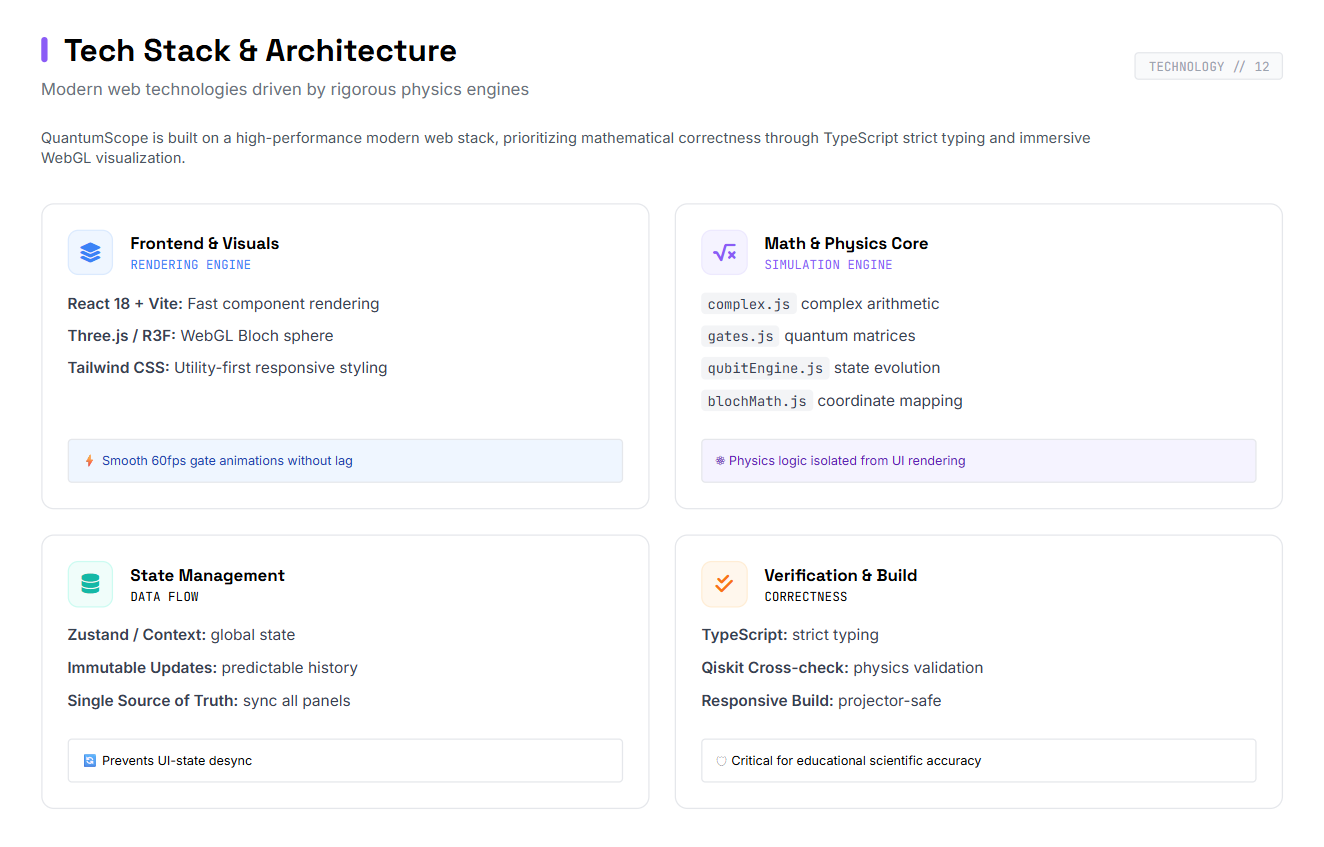 Tech Stack & Architecture
TECHNOLOGY // 12
Modern web technologies driven by rigorous physics engines
QuantumScope is built on a high-performance modern web stack, prioritizing mathematical correctness through TypeScript strict typing and immersive
WebGL visualization.
Frontend & Visuals
RENDERING ENGINE
React 18 + Vite: Fast component rendering
Three.js / R3F: WebGL Bloch sphere
Tailwind CSS: Utility-first responsive styling
⚡ Smooth 60fps gate animations without lag
Math & Physics Core
SIMULATION ENGINE
complex.js complex arithmetic
gates.js quantum matrices
qubitEngine.js state evolution
blochMath.js coordinate mapping
⚛ Physics logic isolated from UI rendering
State Management
DATA FLOW
Zustand / Context: global state
Immutable Updates: predictable history
Single Source of Truth: sync all panels
🔄 Prevents UI-state desync
Verification & Build
CORRECTNESS
TypeScript: strict typing
Qiskit Cross-check: physics validation
Responsive Build: projector-safe
🛡 Critical for educational scientific accuracy